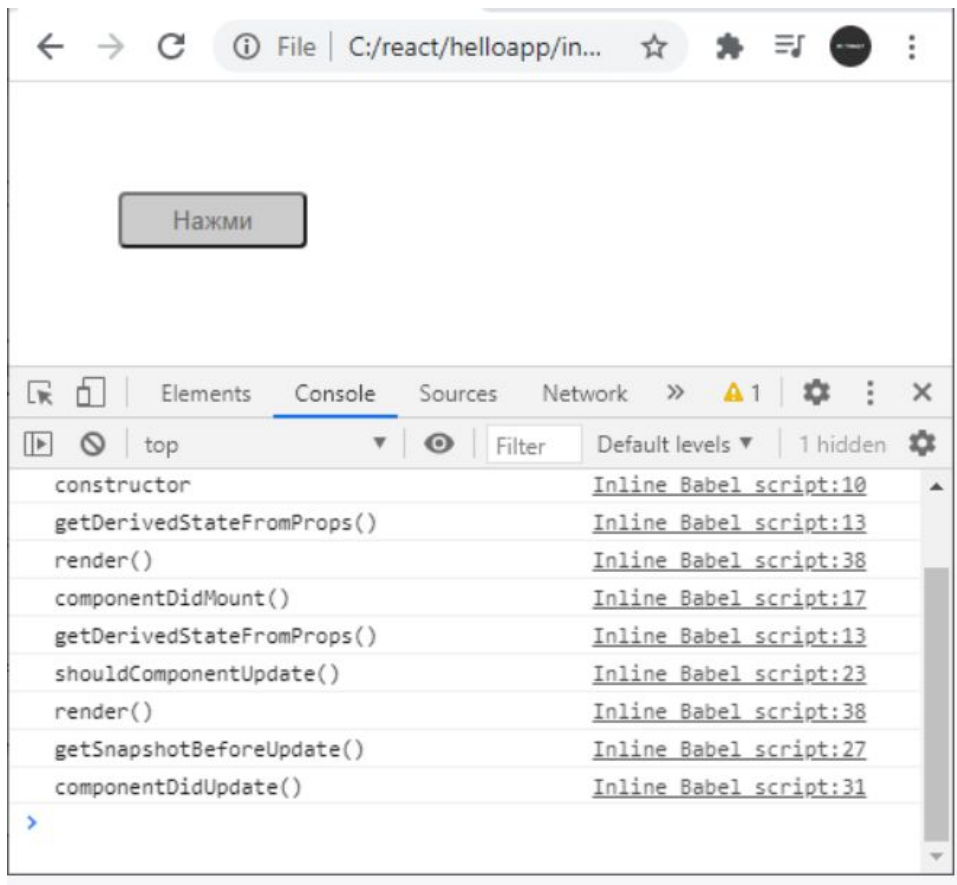 File | C:/react/helloapp/in...
Нажми
Elements Console Sources Network » 1
top Filter Default levels 1 hidden
constructor Inline Babel script:10
getDerivedStateFromProps() Inline Babel script:13
render() Inline Babel script:38
componentDidMount() Inline Babel script:17
getDerivedStateFromProps() Inline Babel script:13
shouldComponentUpdate() Inline Babel script:23
render() Inline Babel script:38
getSnapshotBeforeUpdate() Inline Babel script:27
componentDidUpdate() Inline Babel script:31